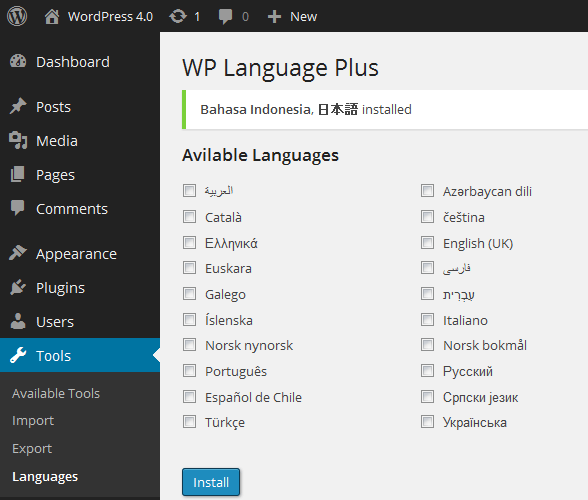 WordPress 4.0 1 0 New
Dashboard
Posts
Media
Pages
Comments
Appearance
Plugins
Users
Tools
Available Tools
Import
Export
Languages
WP Language Plus
Bahasa Indonesia, 日本語 installed
Avilable Languages
العربية Azərbaycan dili
Català čeština
Ελληνικά English (UK)
Euskara فارسی
Galego עִבְרִית
Íslenska Italiano
Norsk nynorsk Norsk bokmål
Português Русский
Español de Chile Српски језик
Türkçe Українська
Install